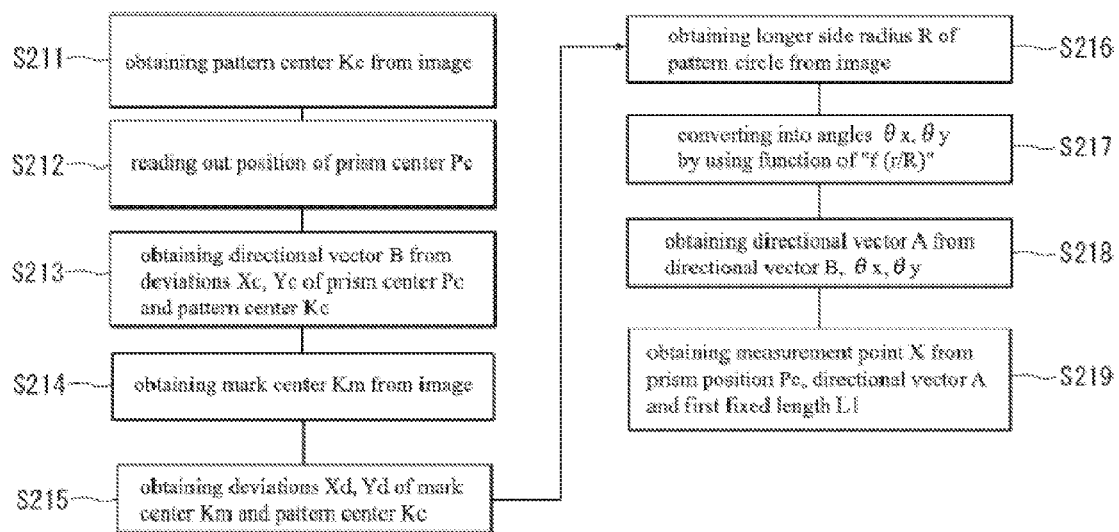 S211
obtaining pattern center Kc from image
S212
reading out position of prism center Pc
S213
obtaining directional vector B from
deviations Xc, Yc of prism center Pc
and pattern center Kc
S214
obtaining mark center Km from image
S215
obtaining deviations Xd, Yd of mark
center Km and pattern center Kc
S216
obtaining longer side radius R of
pattern circle from image
S217
converting into angles θx, θy
by using function of "f (r/R)"
S218
obtaining directional vector A from
directional vector B, θx, θy
S219
obtaining measurement point X from
prism position Pc, directional vector A
and first fixed length L1